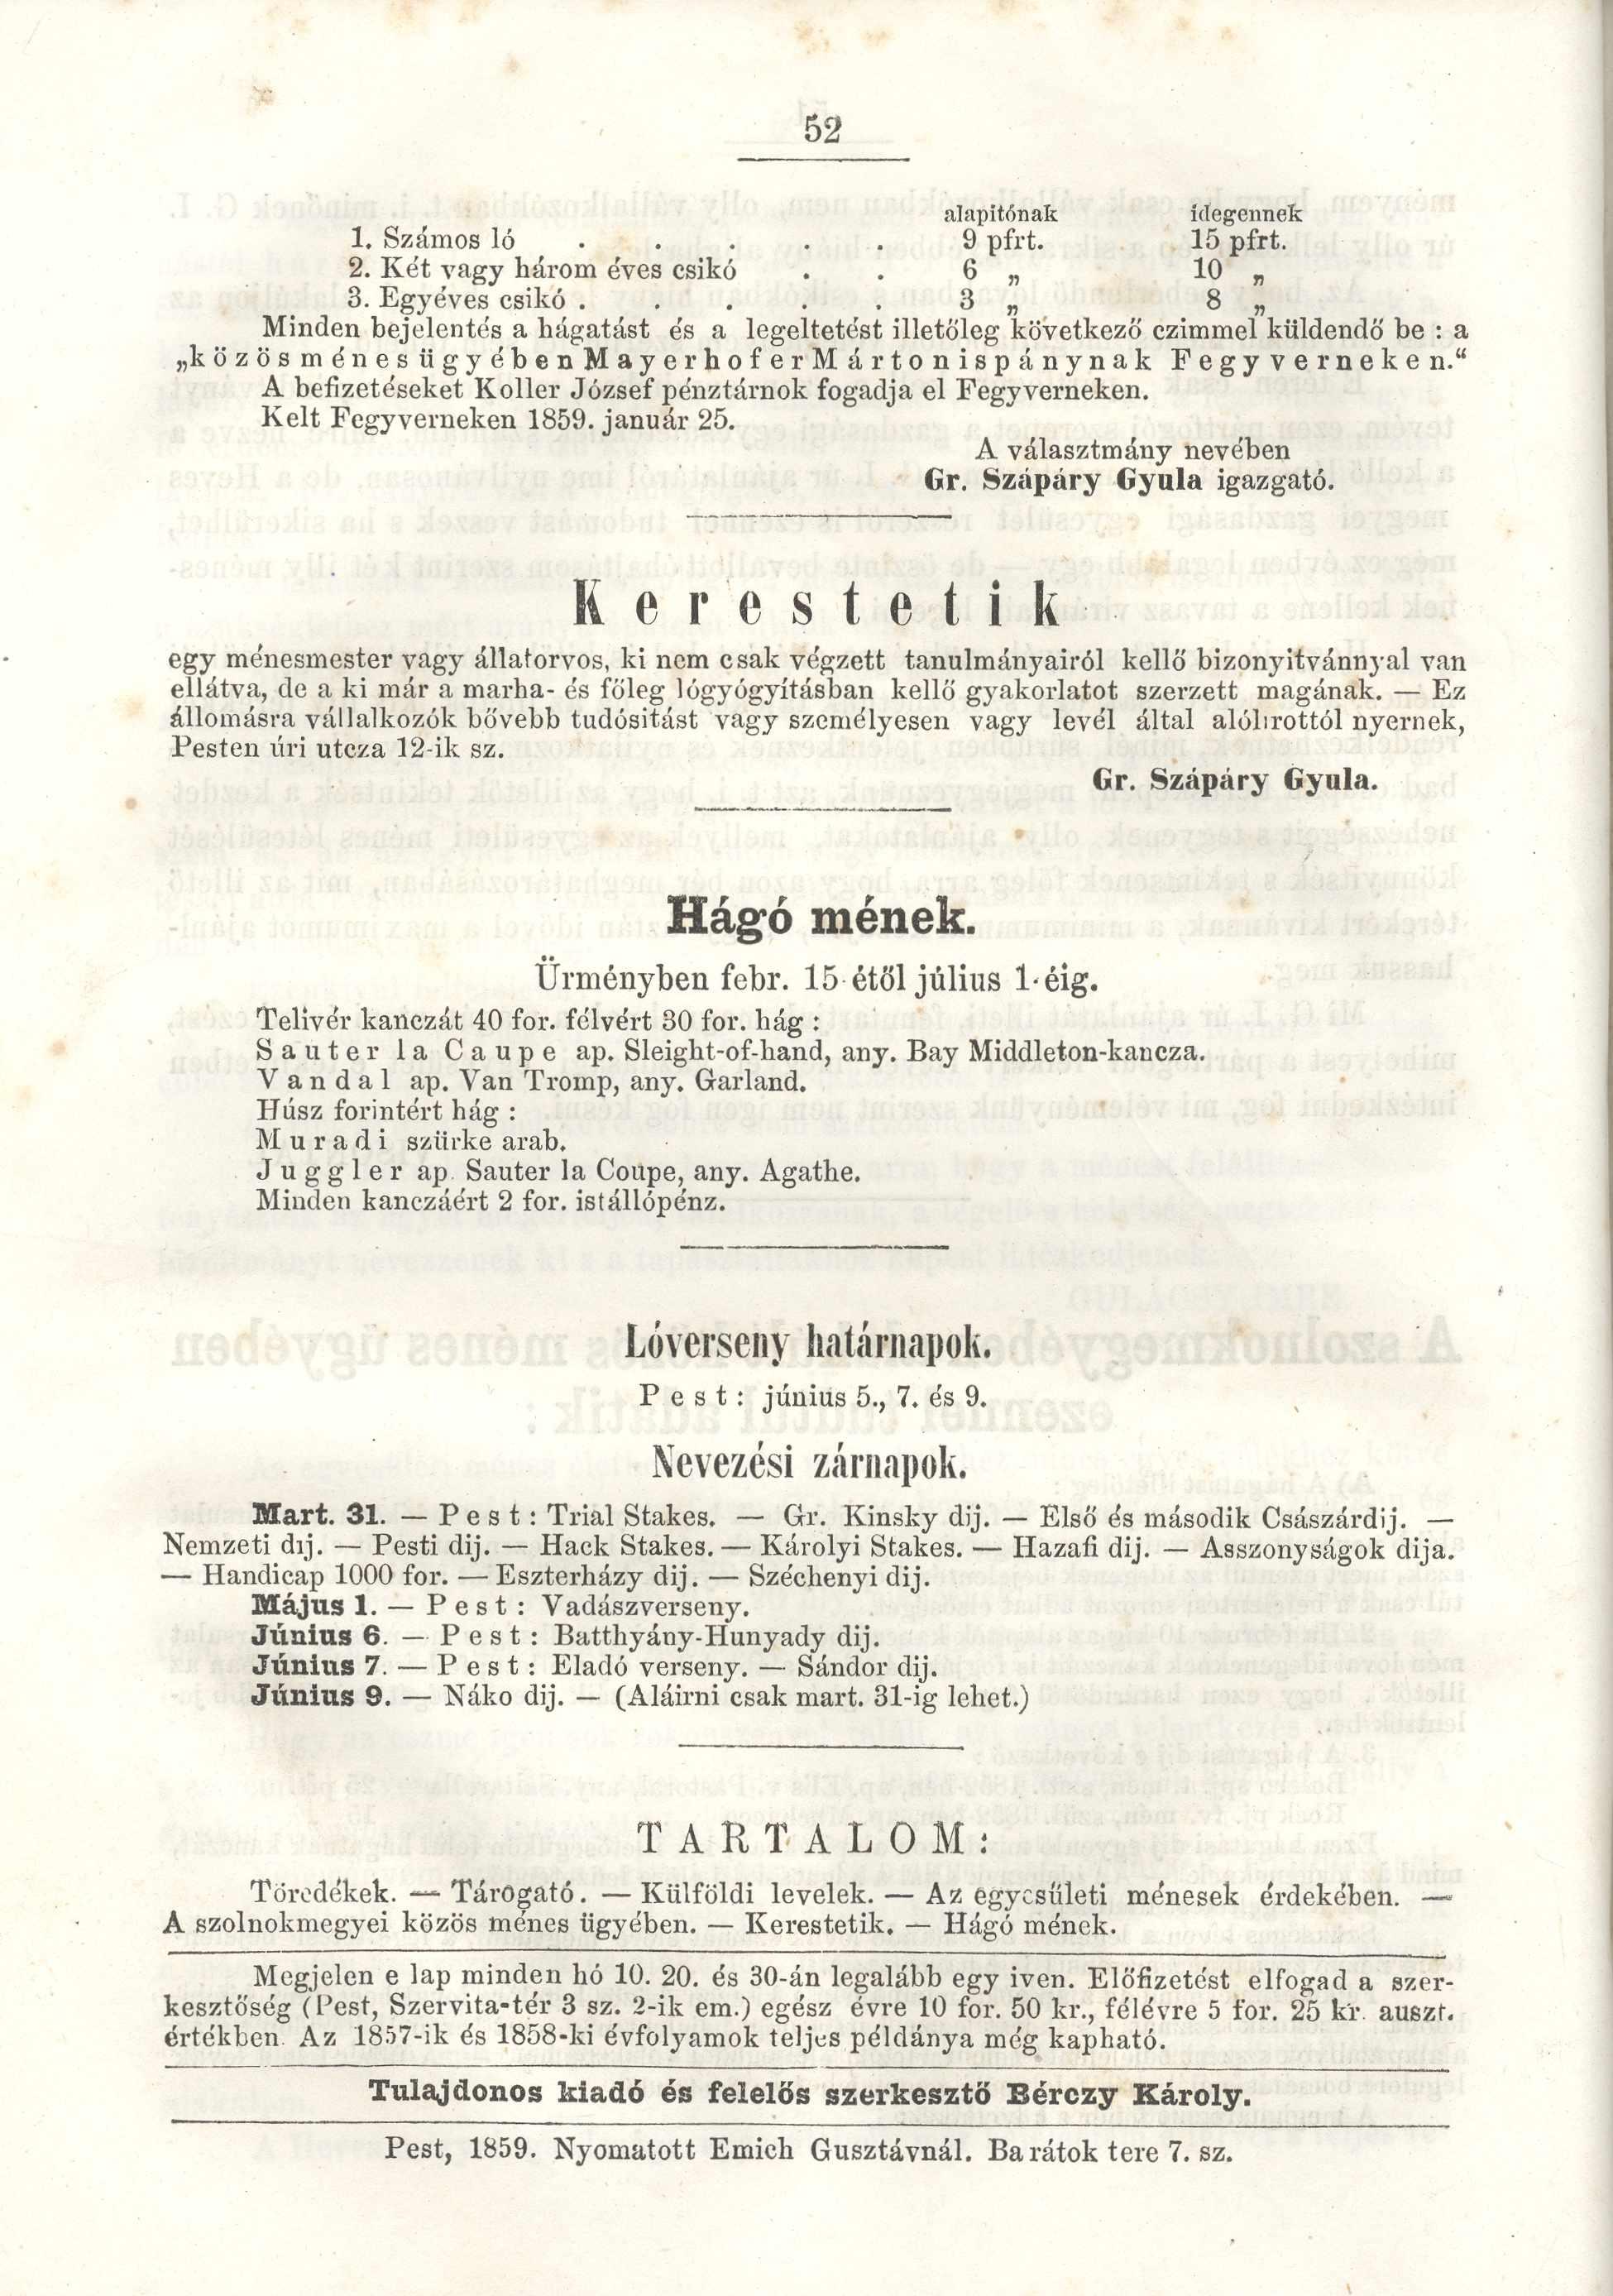 52
alapitónak idegennek
1. Számos ló . . . . . 9 pfrt. 15 pfrt.
2. Két vagy három éves csikó . . 6 „ 10 „
3. Egyéves csikó . . . . . 3 „ 8 „
Minden bejelentés a hágatást és a legeltetést illetőleg következő czimmel küldendő be : a
„közös ménes ügyében Mayerhofer Márton ispánynak Fegyverneken.“
A befizetéseket Koller József pénztárnok fogadja el Fegyverneken.
Kelt Fegyverneken 1859. január 25.
A választmány nevében
Gr. Szápáry Gyula igazgató.
Kerestetik
egy ménesmester vagy állatorvos, ki nem csak végzett tanulmányairól kellő bizonyitvánnyal van
ellátva, de a ki már a marha- és főleg lógyógyításban kellő gyakorlatot szerzett magának. — Ez
állomásra vállalkozók bővebb tudósitást vagy személyesen vagy levél által alólirottól nyernek,
Pesten úri utcza 12-ik sz.
Gr. Szápáry Gyula.
Hágó mének.
Ürményben febr. 15-étől július 1-éig.
Telivér kanczát 40 for. félvért 30 for. hág :
Sauter la Caupe ap. Sleight-of-hand, any. Bay Middleton-kancza.
Vandal ap. Van Tromp, any. Garland.
Húsz forintért hág :
Muradi szürke arab.
Juggler ap. Sauter la Coupe, any. Agathe.
Minden kanczáért 2 for. istállópénz.
Lóverseny határnapok.
Pest: június 5., 7. és 9.
Nevezési zárnapok.
Mart. 31. — Pest: Trial Stakes. — Gr. Kinsky dij. — Első és második Császárdij. —
Nemzeti dij. — Pesti dij. — Hack Stakes. — Károlyi Stakes. — Hazafi dij. — Asszonyságok dija.
— Handicap 1000 for. — Eszterházy dij. — Széchenyi dij.
Május 1. — Pest: Vadászverseny.
Június 6. — Pest: Batthyány-Hunyady dij.
Június 7. — Pest: Eladó verseny. — Sándor dij.
Június 9. — Náko dij. — (Aláirni csak mart. 31-ig lehet.)
TARTALOM:
Töredékek. — Tárogató. — Külföldi levelek. — Az egyesületi ménesek érdekében. —
A szolnokmegyei közös ménes ügyében. — Kerestetik. — Hágó mének.
Megjelen e lap minden hó 10. 20. és 30-án legalább egy iven. Előfizetést elfogad a szer-
kesztőség (Pest, Szervita-tér 3 sz. 2-ik em.) egész évre 10 for. 50 kr., félévre 5 for. 25 kr. auszt.
értékben. Az 1857-ik és 1858-ki évfolyamok teljes példánya még kapható.
Tulajdonos kiadó és felelős szerkesztő Bérczy Károly.
Pest, 1859. Nyomatott Emich Gusztávnál. Barátok tere 7. sz.